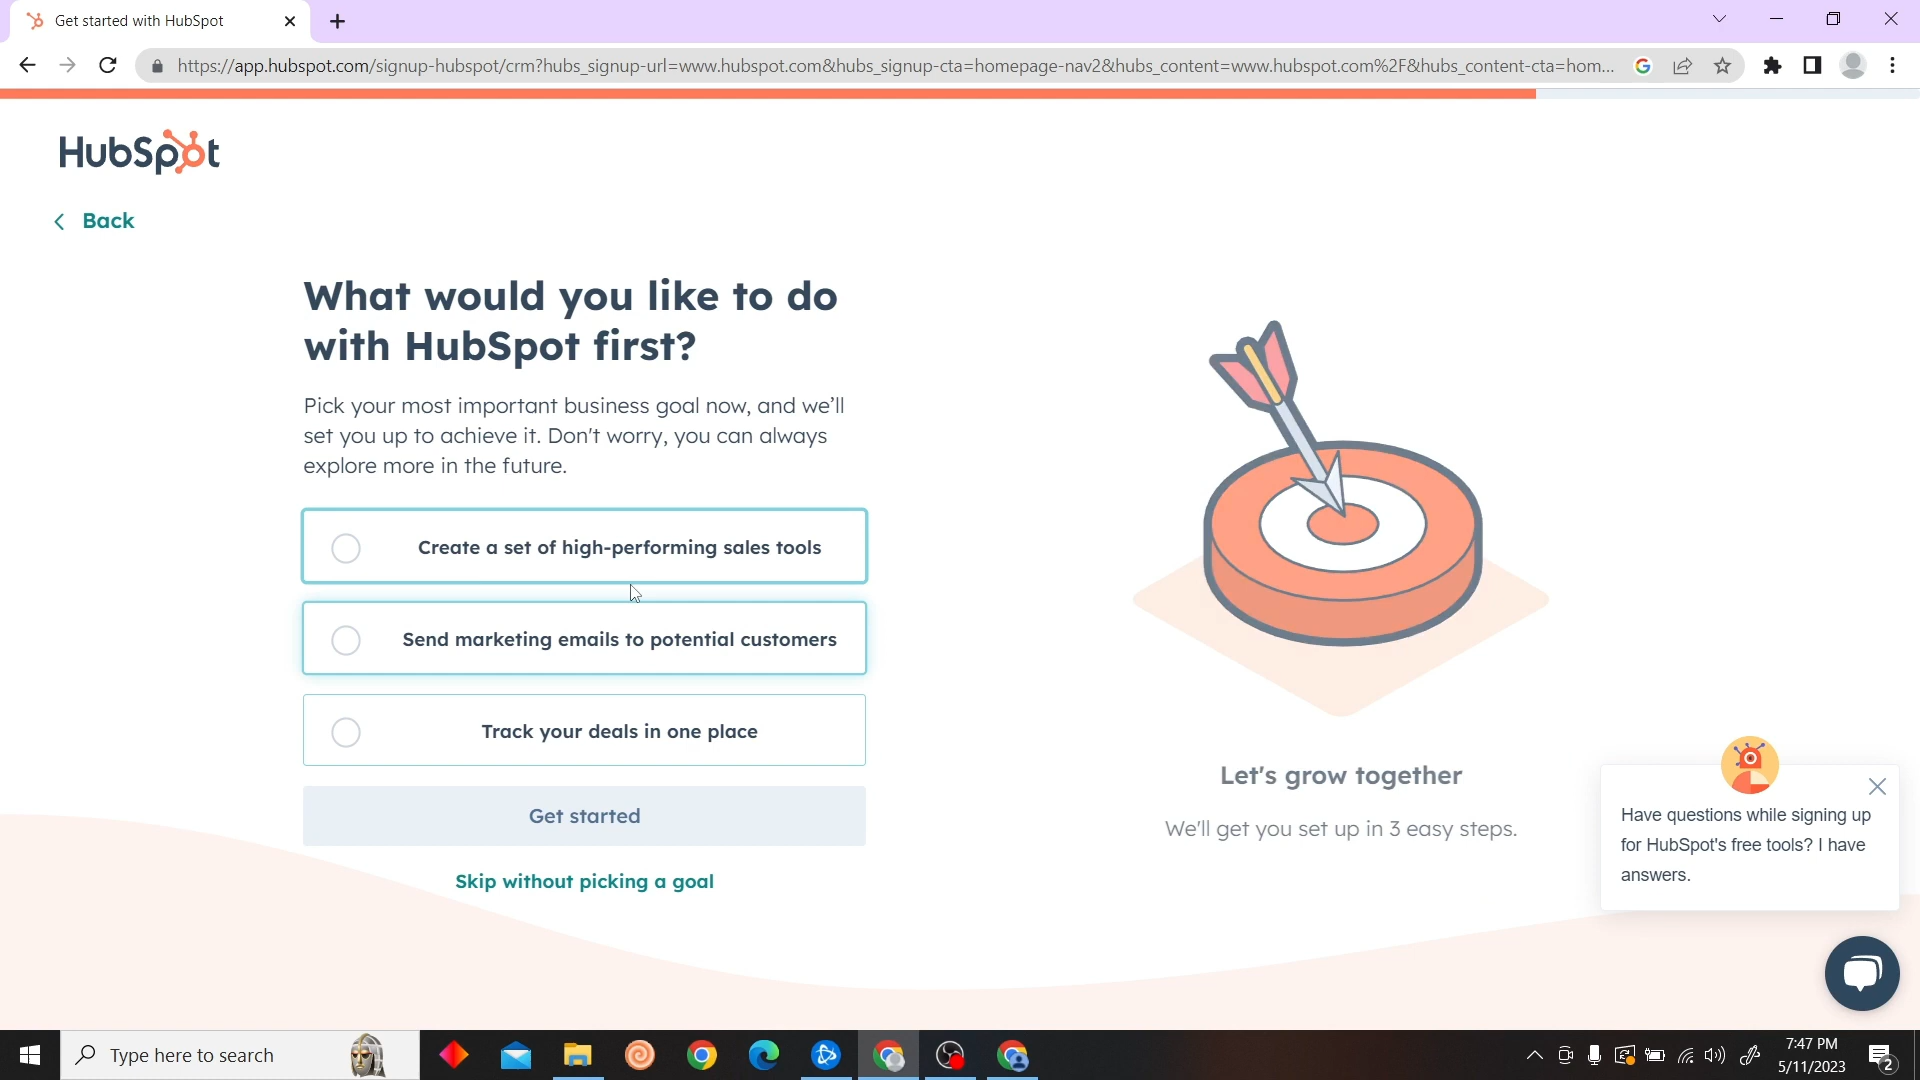 Get started with HubSpot
https://app.hubspot.com/signup-hubspot/crm?hubs_signup-url=www.hubspot.com&hubs_signup-cta=homepage-nav2&hubs_content=www.hubspot.com%2F&hubs_content-cta=hom...
HubSpot
Back
What would you like to do
with HubSpot first?
Pick your most important business goal now, and we’ll
set you up to achieve it. Don't worry, you can always
explore more in the future.
Create a set of high-performing sales tools
Send marketing emails to potential customers
Track your deals in one place
Get started
Skip without picking a goal
Let's grow together
We'll get you set up in 3 easy steps.
Have questions while signing up
for HubSpot's free tools? I have
answers.
Type here to search
7:47 PM
5/11/2023
2